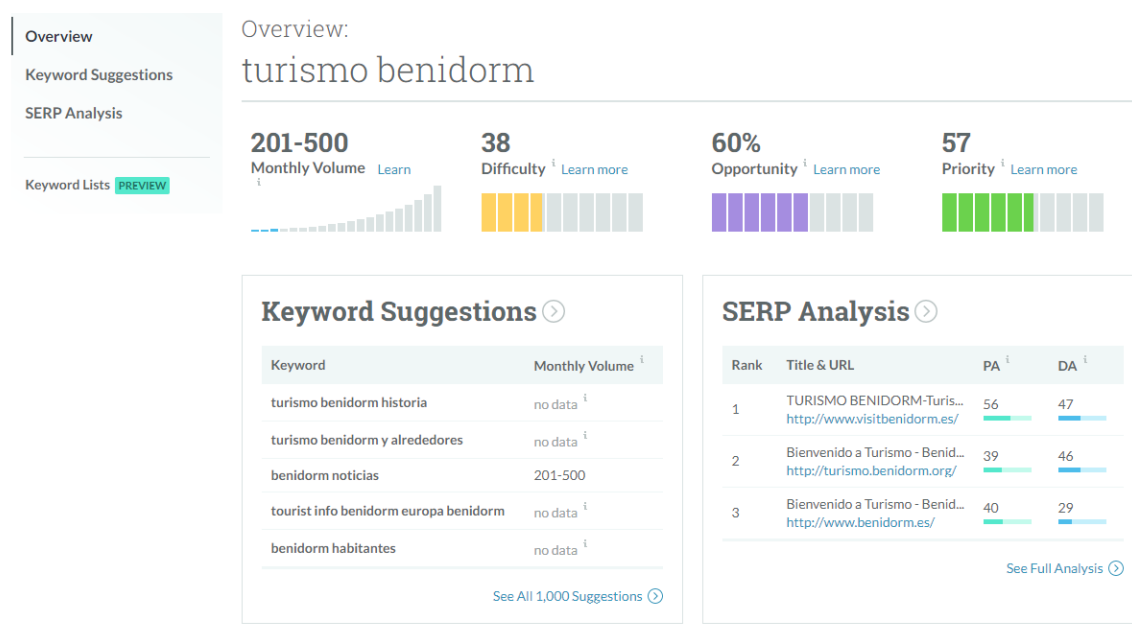 Overview
Keyword Suggestions
SERP Analysis
Keyword Lists PREVIEW
Overview:
turismo benidorm
201-500
Monthly Volume Learn
i
38
Difficulty i Learn more
60%
Opportunity i Learn more
57
Priority i Learn more
Keyword Suggestions
Keyword Monthly Volume i
turismo benidorm historia no data i
turismo benidorm y alrededores no data i
benidorm noticias 201-500
tourist info benidorm europa benidorm no data i
benidorm habitantes no data i
See All 1,000 Suggestions
SERP Analysis
Rank Title & URL PA i DA i
1 TURISMO BENIDORM-Turis... 56 47
http://www.visitbenidorm.es/
2 Bienvenido a Turismo - Benid... 39 46
http://turismo.benidorm.org/
3 Bienvenido a Turismo - Benid... 40 29
http://www.benidorm.es/
See Full Analysis